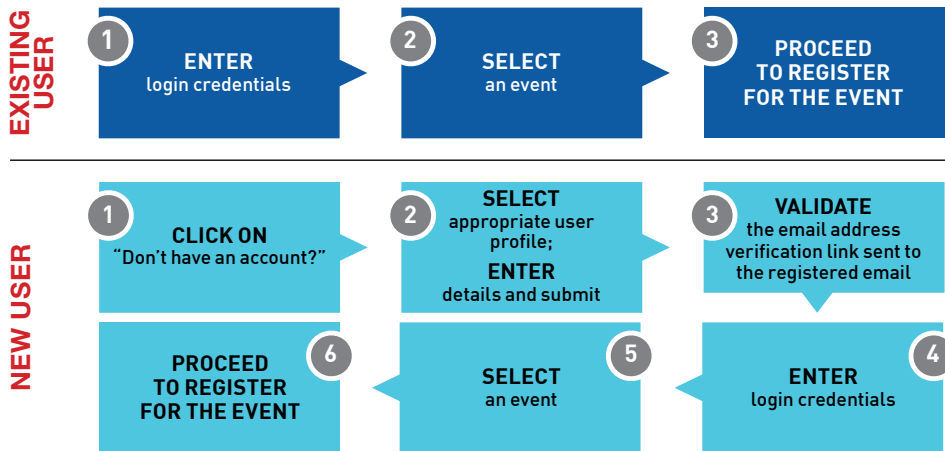 EXISTING
USER
1
ENTER
login credentials
2
SELECT
an event
3
PROCEED
TO REGISTER
FOR THE EVENT
NEW USER
1
CLICK ON
“Don’t have an account?”
2
SELECT
appropriate user
profile;
ENTER
details and submit
3
VALIDATE
the email address
verification link sent to
the registered email
4
ENTER
login credentials
5
SELECT
an event
6
PROCEED
TO REGISTER
FOR THE EVENT